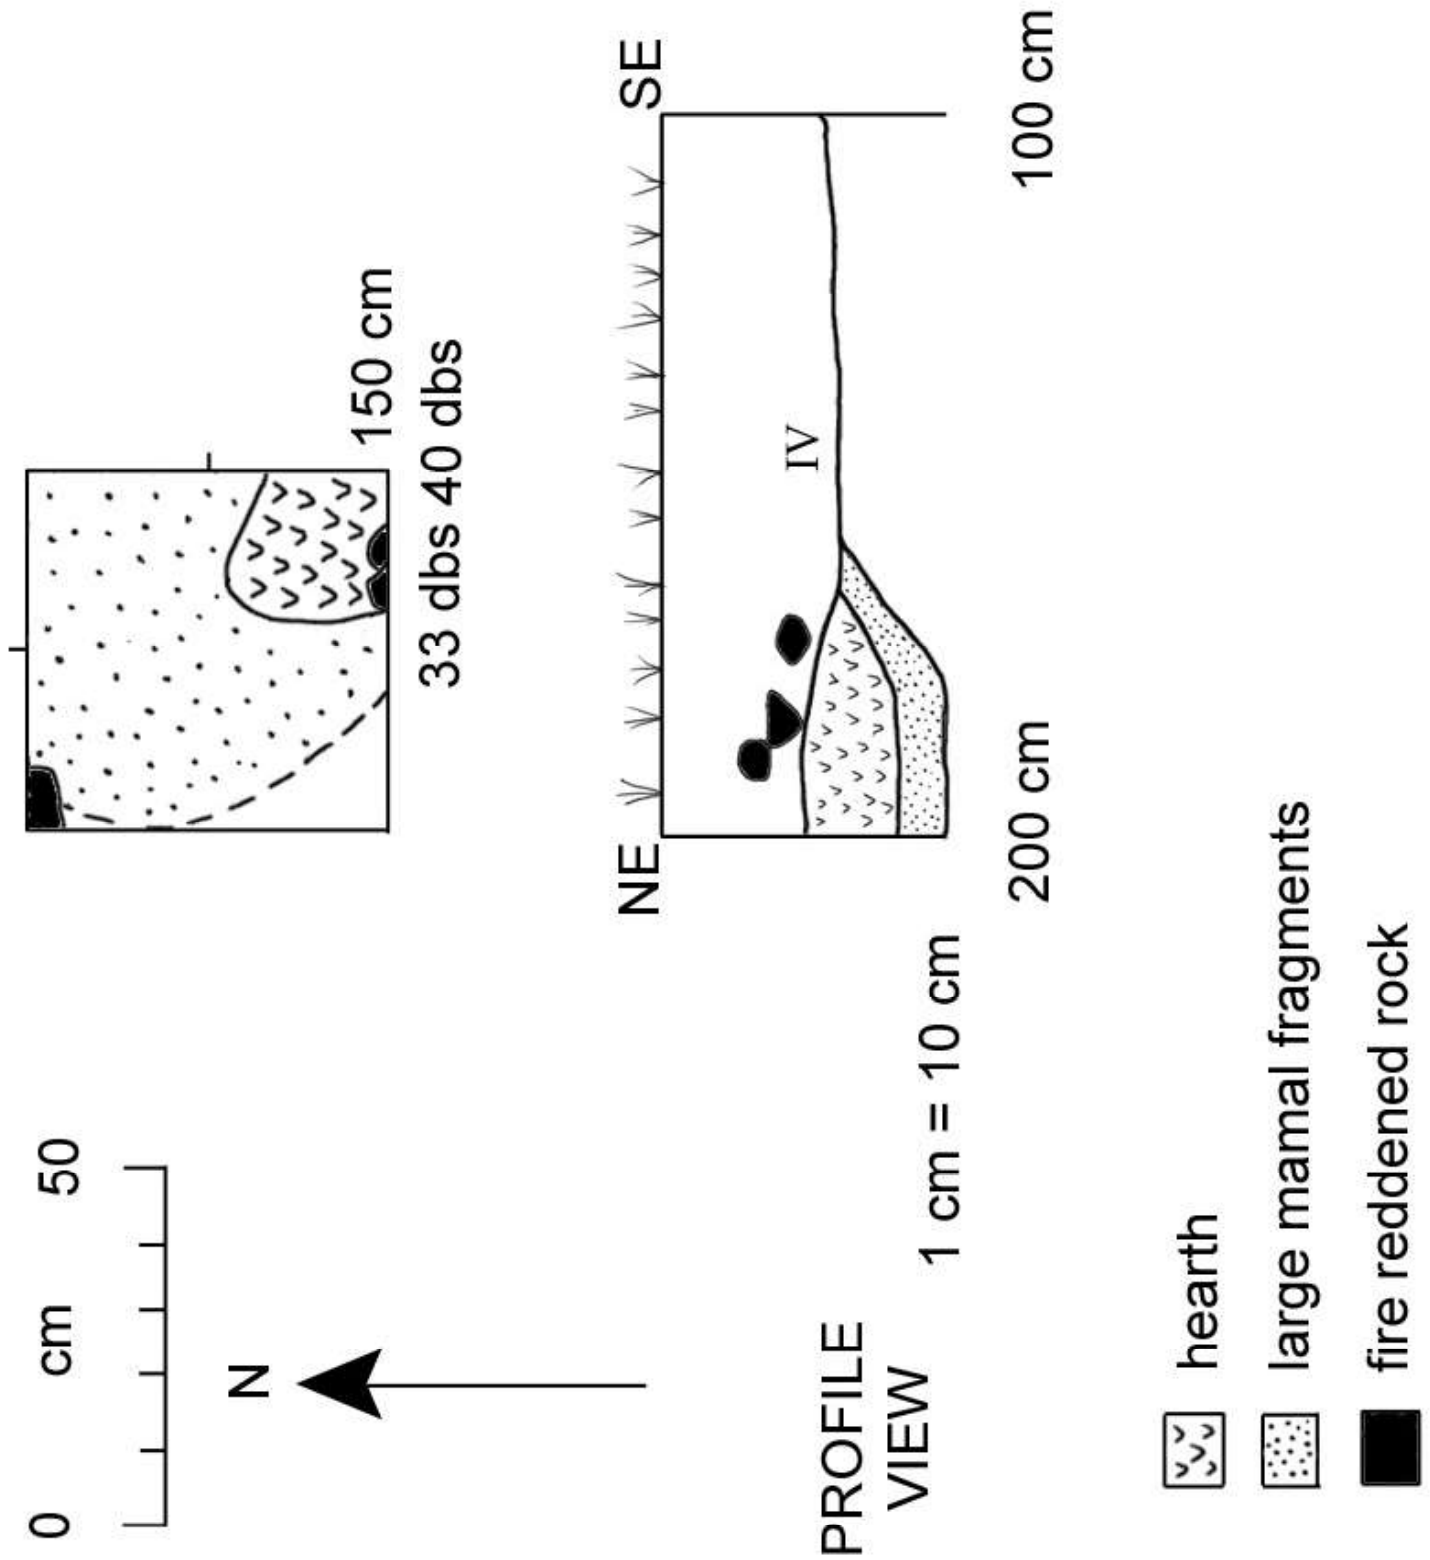 0 cm 50
N
150 cm
33 dbs 40 dbs
PROFILE
VIEW
1 cm = 10 cm
NE
SE
IV
200 cm
100 cm
hearth
large mamal fragments
fire reddened rock